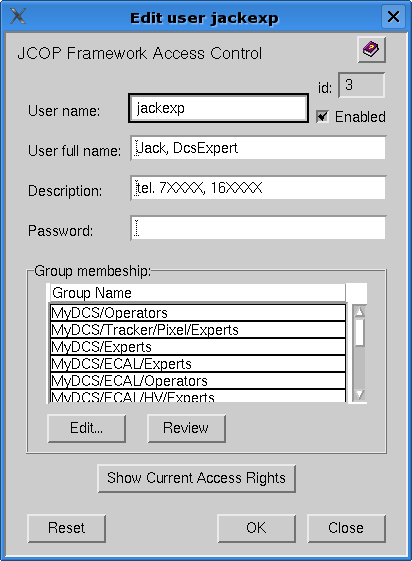 Edit user jackexp
JCOP Framework Access Control
id: 3
User name: jackexp
Enabled
User full name: Jack, DcsExpert
Description: tel. 7XXXX, 16XXXX
Password:
Group membeship:
Group Name
MyDCS/Operators
MyDCS/Tracker/Pixel/Experts
MyDCS/Experts
MyDCS/ECAL/Experts
MyDCS/ECAL/Operators
MyDCS/ECAL/HV/Experts
Edit... Review
Show Current Access Rights
Reset OK Close